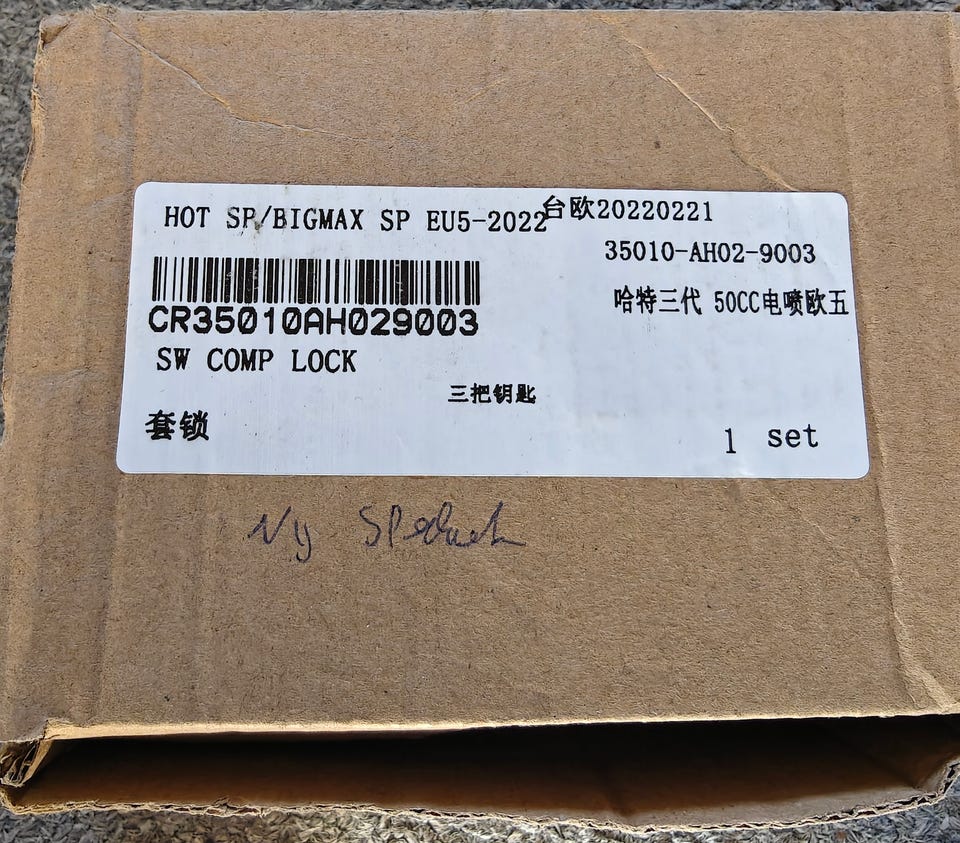 HOT SP/BIGMAX SP EU5-2022 台欧20220221
35010-AH02-9003
哈特三代 50CC电喷欧五
CR35010AH029003
SW COMP LOCK
三把钥匙
套锁
1 set
Ny